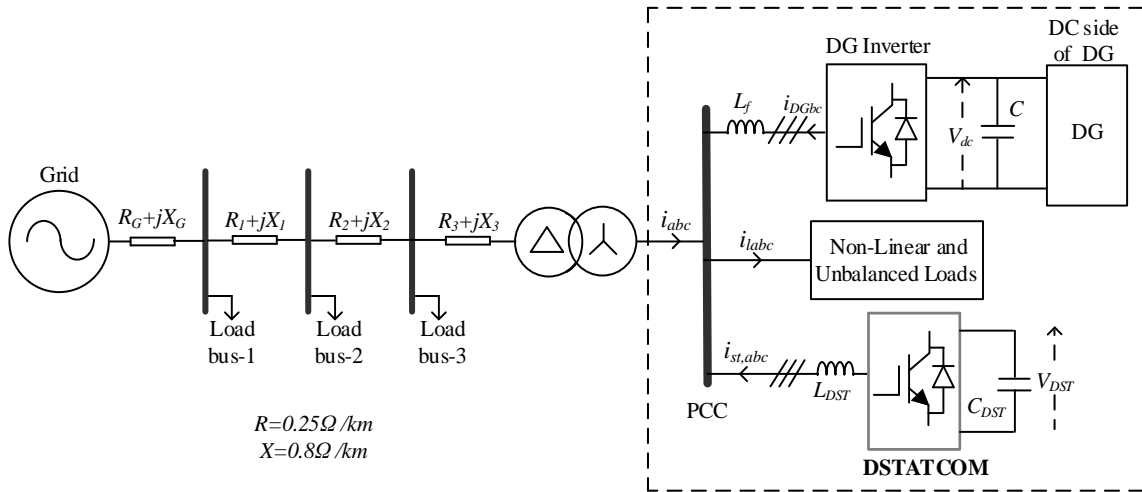 Grid
R_G+jX_G
R_1+jX_1
R_2+jX_2
R_3+jX_3
Load
bus-1
Load
bus-2
Load
bus-3
R=0.25Ω/km
X=0.8Ω/km
i_abc
PCC
DG Inverter
DC side
of DG
L_f
i_DGbc
V_dc
C
DG
i_labc
Non-Linear and
Unbalanced Loads
i_st,abc
L_DST
C_DST
V_DST
DSTATCOM